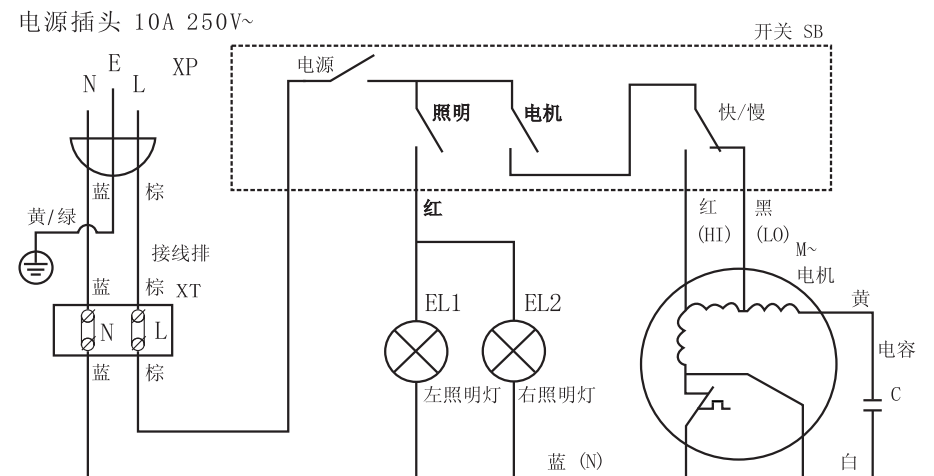 电源插头 10A 250V~
开关 SB
E
XP
N
L
电源
照明
电机
快/慢
蓝
棕
黄/绿
红
红
(HI)
黑
(LO)
M~
电机
接线排
蓝
棕
XT
黄
EL1
EL2
N
L
电容
蓝
棕
左照明灯
右照明灯
C
蓝 (N)
白